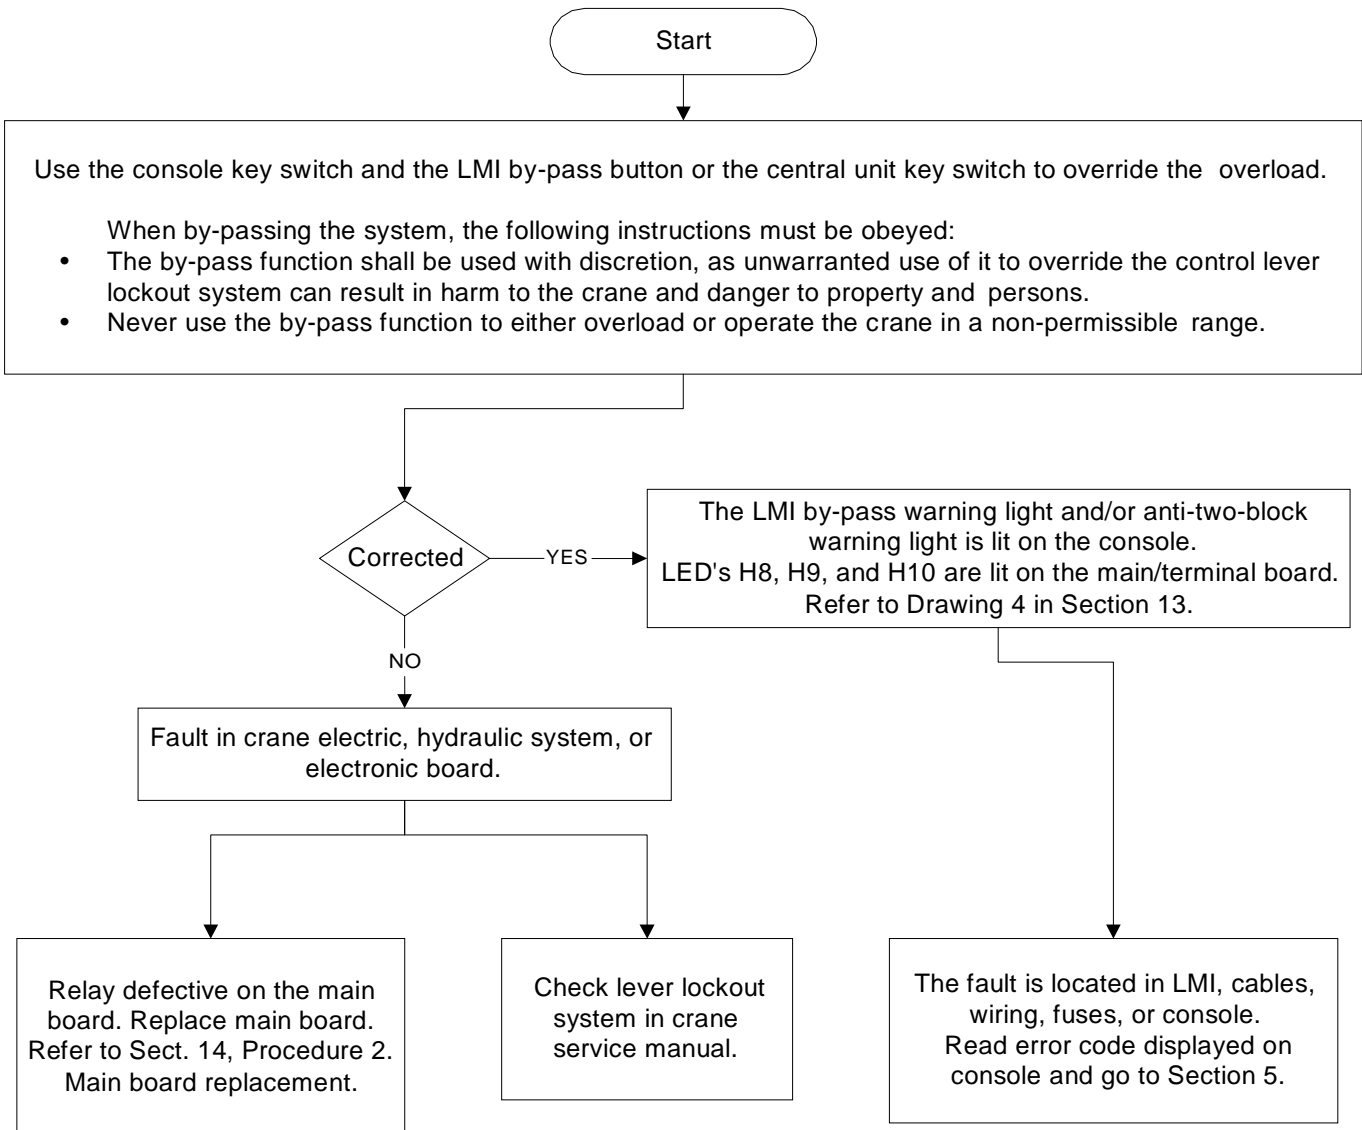 Start
Use the console key switch and the LMI by-pass button or the central unit key switch to override the overload.
When by-passing the system, the following instructions must be obeyed:
• The by-pass function shall be used with discretion, as unwarranted use of it to override the control lever
lockout system can result in harm to the crane and danger to property and persons.
• Never use the by-pass function to either overload or operate the crane in a non-permissible range.
Corrected
YES
The LMI by-pass warning light and/or anti-two-block
warning light is lit on the console.
LED's H8, H9, and H10 are lit on the main/terminal board.
Refer to Drawing 4 in Section 13.
NO
Fault in crane electric, hydraulic system, or
electronic board.
Relay defective on the main
board. Replace main board.
Refer to Sect. 14, Procedure 2.
Main board replacement.
Check lever lockout
system in crane
service manual.
The fault is located in LMI, cables,
wiring, fuses, or console.
Read error code displayed on
console and go to Section 5.